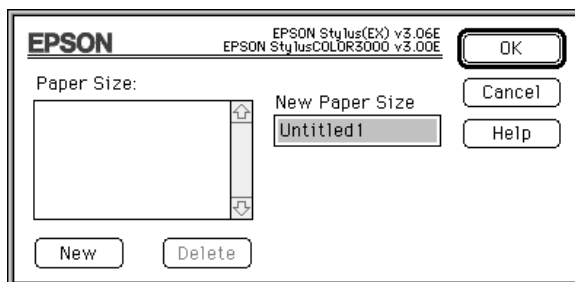 EPSON
EPSON Stylus(EX) v3.06E
EPSON StylusCOLOR3000 v3.00E
OK
Paper Size:
Cancel
New Paper Size
Untitled1
Help
New
Delete